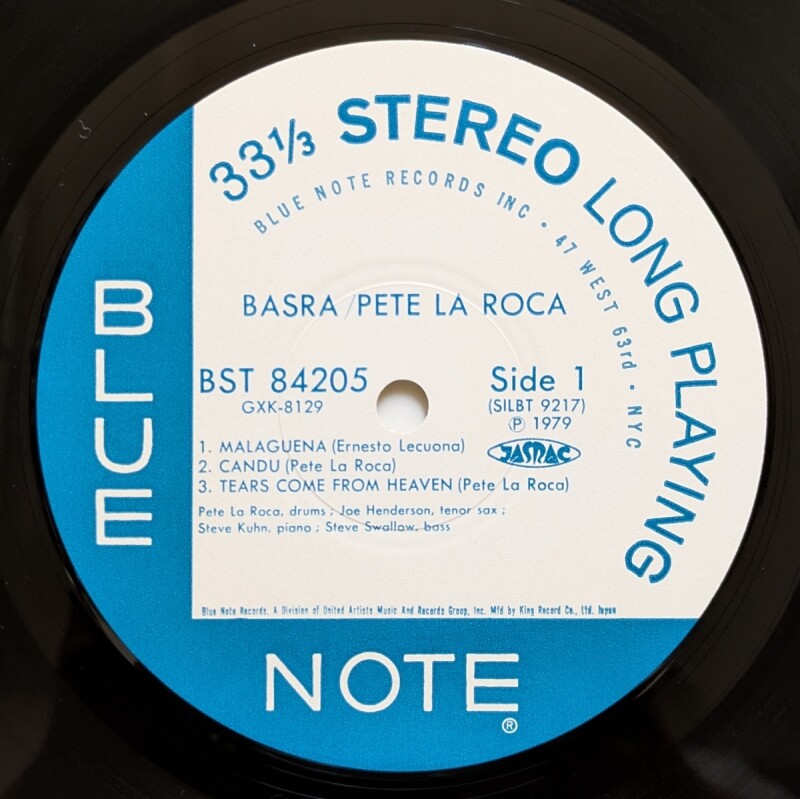 33⅓ STEREO LONG PLAYING
BLUE NOTE RECORDS INC • 47 WEST 63rd • NYC
BASRA / PETE LA ROCA
BST 84205
GXK-8129
Side 1
(SILBT 9217)
Ⓟ 1979
JASRAC
1. MALAGUENA (Ernesto Lecuona)
2. CANDU (Pete La Roca)
3. TEARS COME FROM HEAVEN (Pete La Roca)
Pete La Roca, drums ; Joe Henderson, tenor sax ;
Steve Kuhn, piano ; Steve Swallow, bass
Blue Note Records, A Division of United Artists Music And Records Group, Inc. Mfd by King Record Co., Ltd. Japan
BLUE
NOTE®